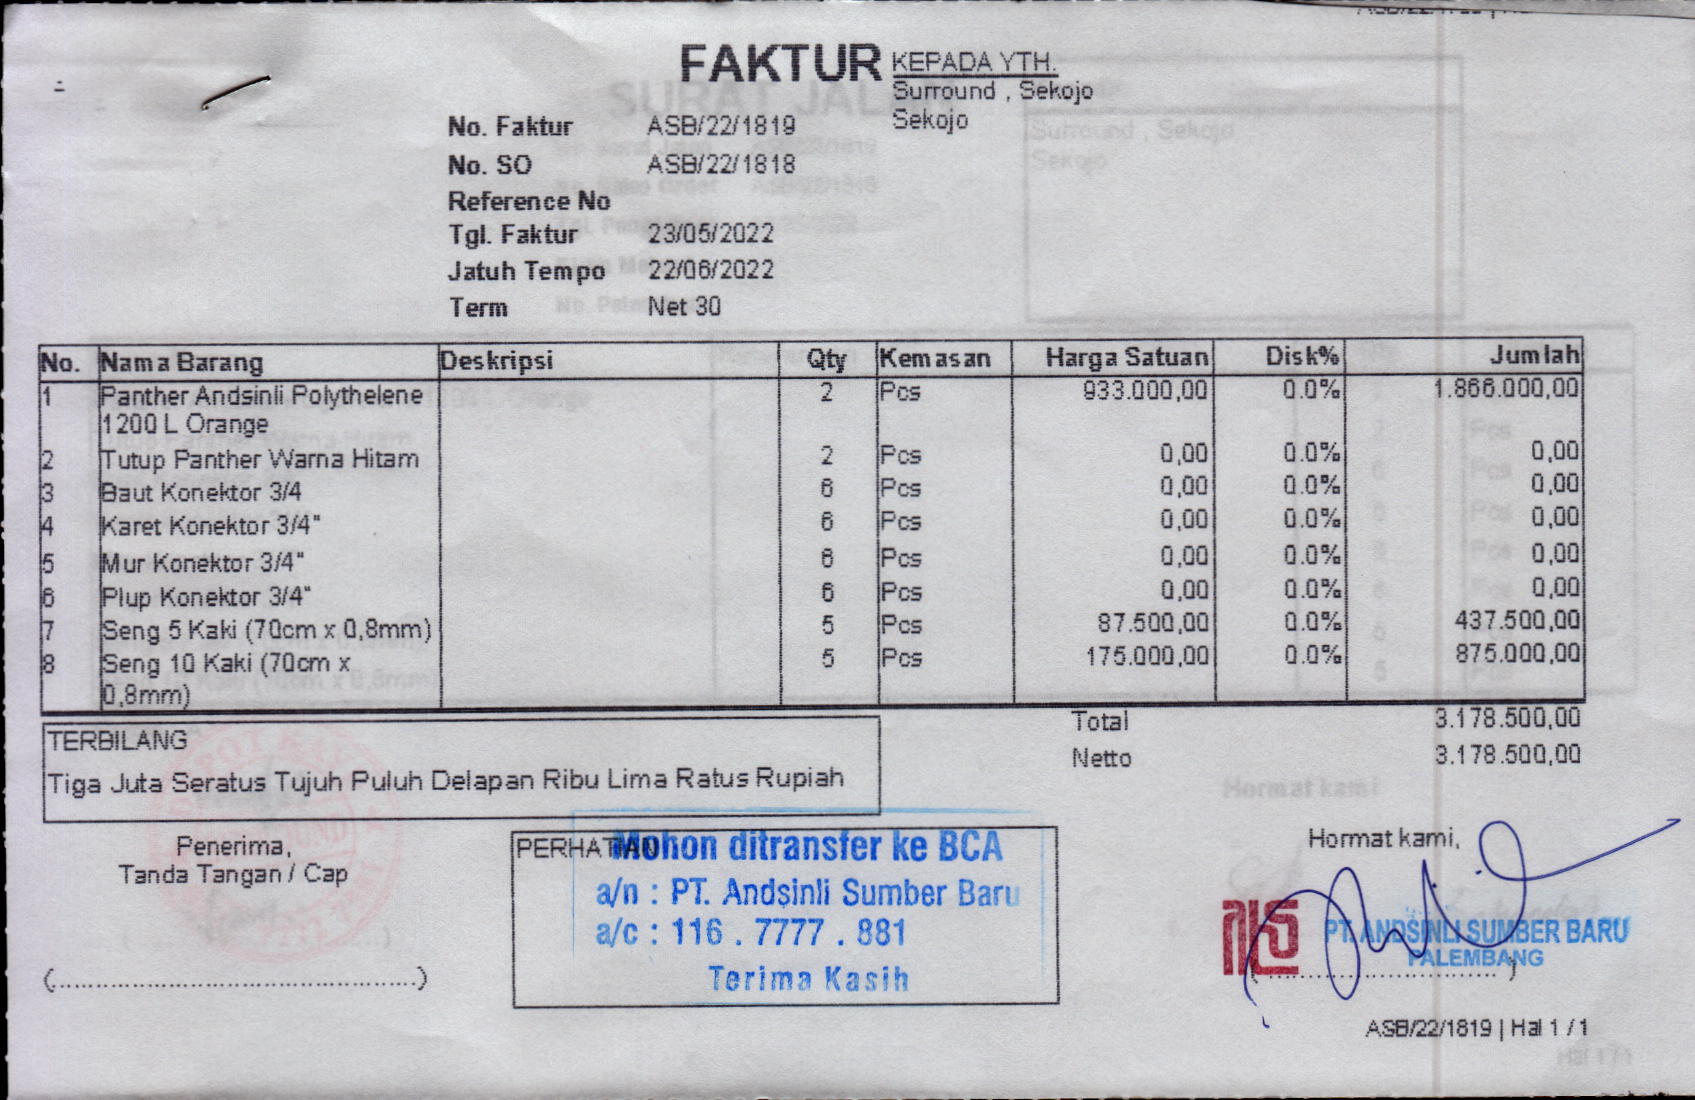 FAKTUR
KEPADA YTH.
Surround , Sekojo
Sekojo
No. Faktur ASB/22/1819
No. SO ASB/22/1818
Reference No
Tgl. Faktur 23/05/2022
Jatuh Tempo 22/06/2022
Term Net 30
No. Nama Barang Deskripsi Qty Kemasan Harga Satuan Disk% Jumlah
1 Panther Andsinli Polythelene 2 Pcs 933.000,00 0.0% 1.866.000,00
1200 L Orange
2 Tutup Panther Warna Hitam 2 Pcs 0,00 0.0% 0,00
3 Baut Konektor 3/4 6 Pcs 0,00 0.0% 0,00
4 Karet Konektor 3/4" 6 Pcs 0,00 0.0% 0,00
5 Mur Konektor 3/4" 6 Pcs 0,00 0.0% 0,00
6 Plup Konektor 3/4" 6 Pcs 0,00 0.0% 0,00
7 Seng 5 Kaki (70cm x 0,8mm) 5 Pcs 87.500,00 0.0% 437.500,00
8 Seng 10 Kaki (70cm x 5 Pcs 175.000,00 0.0% 875.000,00
0,8mm)
Total 3.178.500,00
Netto 3.178.500,00
TERBILANG
Tiga Juta Seratus Tujuh Puluh Delapan Ribu Lima Ratus Rupiah
Penerima,
Tanda Tangan / Cap
(............................................)
PERHATIAN
Mohon ditransfer ke BCA
a/n : PT. Andsinli Sumber Baru
a/c : 116 . 7777 . 881
Terima Kasih
Hormat kami,
PT. ANDSINLI SUMBER BARU
PALEMBANG
ASB/22/1819 | Hal 1 / 1